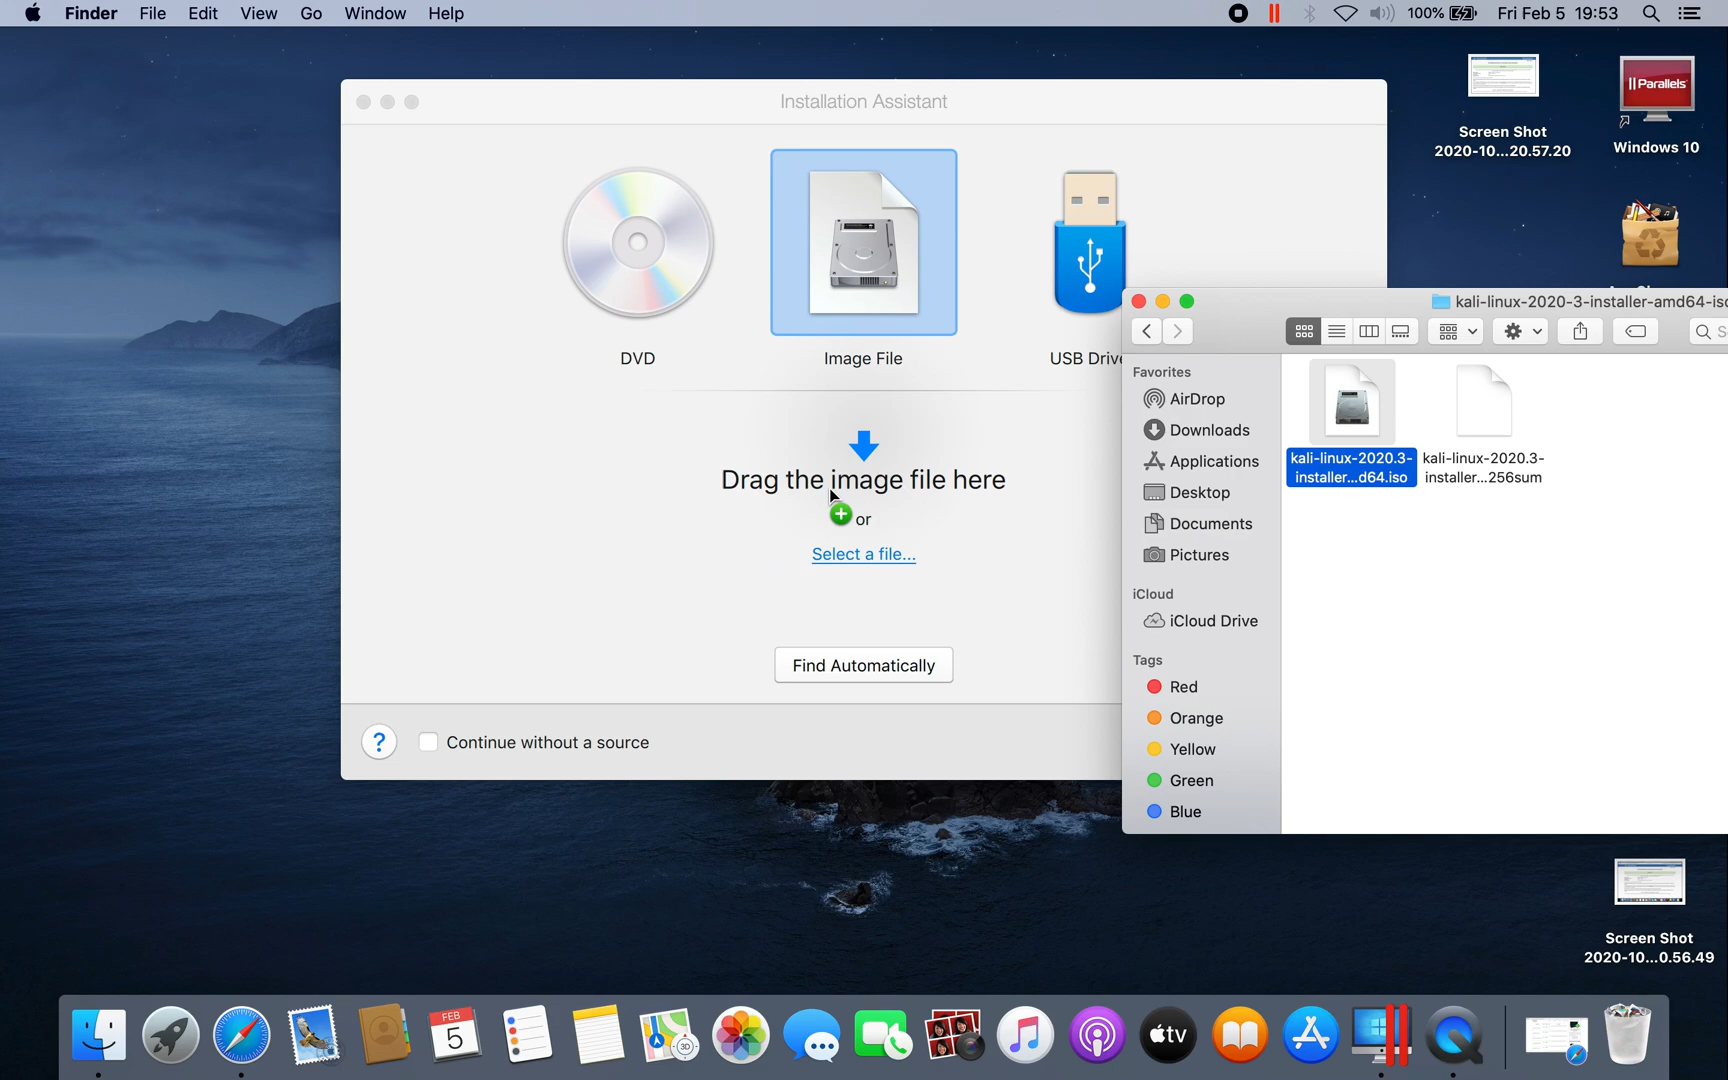 Finder File Edit View Go Window Help
100% Fri Feb 5 19:53
Installation Assistant
DVD
Image File
USB Drive
Drag the image file here
or
Select a file...
Find Automatically
? Continue without a source
kali-linux-2020-3-installer-amd64-iso
Favorites
AirDrop
Downloads
Applications
Desktop
Documents
Pictures
iCloud
iCloud Drive
Tags
Red
Orange
Yellow
Green
Blue
kali-linux-2020.3-
installer...d64.iso
kali-linux-2020.3-
installer...256sum
Screen Shot
2020-10...20.57.20
Parallels
Windows 10
Screen Shot
2020-10...0.56.49
FEB
5
3D
tv